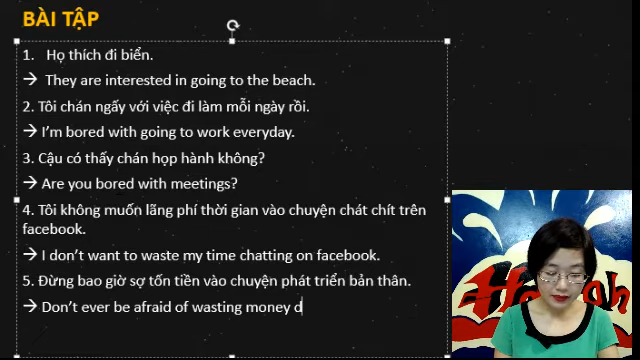 BÀI TẬP
1. Họ thích đi biển.
→ They are interested in going to the beach.
2. Tôi chán ngấy với việc đi làm mỗi ngày rồi.
→ I'm bored with going to work everyday.
3. Cậu có thấy chán họp hành không?
→ Are you bored with meetings?
4. Tôi không muốn lãng phí thời gian vào chuyện chát chít trên
facebook.
→ I don't want to waste my time chatting on facebook.
5. Đừng bao giờ sợ tốn tiền vào chuyện phát triển bản thân.
→ Don't ever be afraid of wasting money d